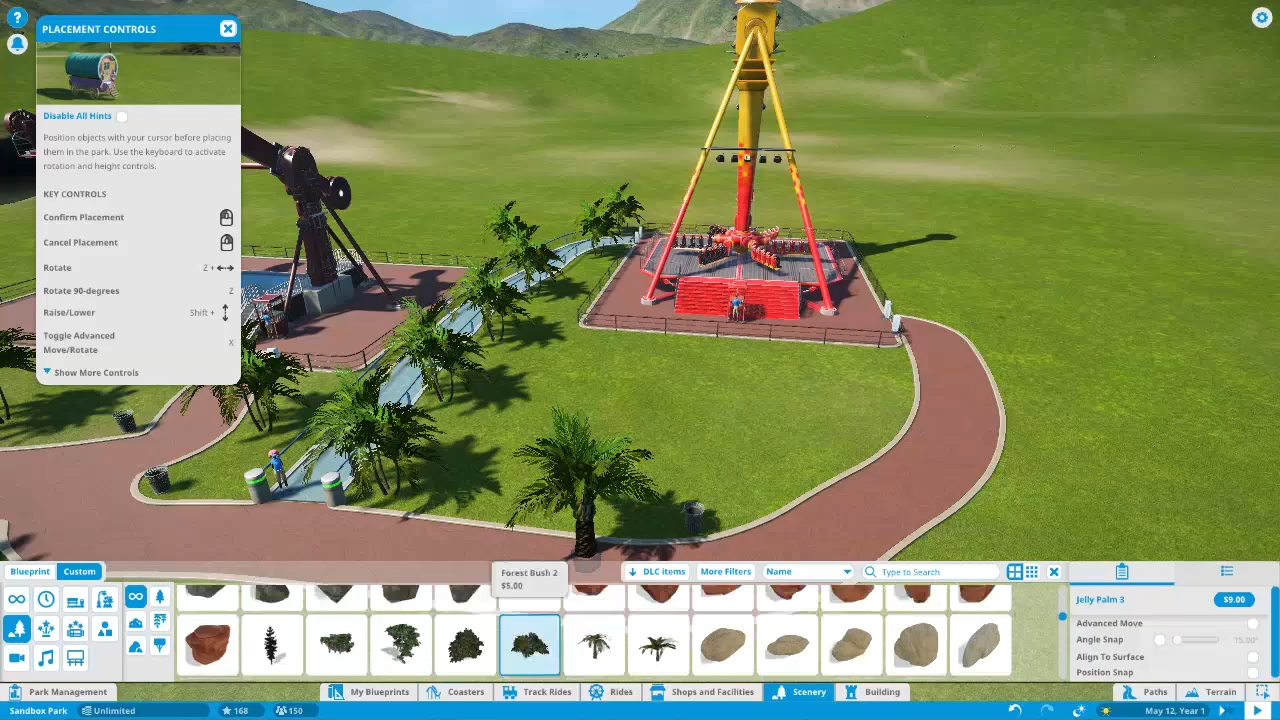 ?
PLACEMENT CONTROLS
Disable All Hints
Position objects with your cursor before placing
them in the park. Use the keyboard to activate
rotation and height controls.
KEY CONTROLS
Confirm Placement
Cancel Placement
Rotate Z +
Rotate 90-degrees Z
Raise/Lower Shift +
Toggle Advanced
Move/Rotate X
Show More Controls
Forest Bush 2
$5.00
Blueprint Custom
DLC items More Filters Name Type to Search
Jelly Palm 3 $9.00
Advanced Move
Angle Snap 15.00°
Align To Surface
Position Snap
Park Management My Blueprints Coasters Track Rides Rides Shops and Facilities Scenery Building Paths Terrain
Sandbox Park Unlimited 168 150 May 12, Year 1